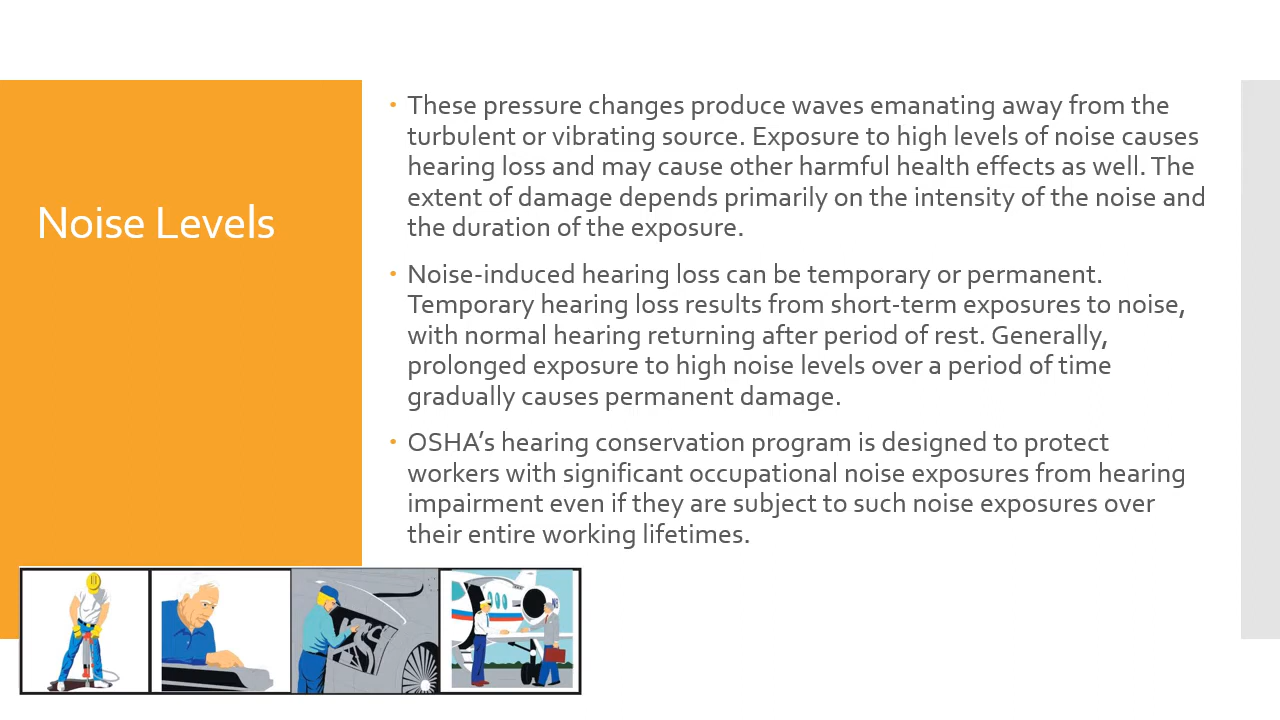 Noise Levels
• These pressure changes produce waves emanating away from the
turbulent or vibrating source. Exposure to high levels of noise causes
hearing loss and may cause other harmful health effects as well. The
extent of damage depends primarily on the intensity of the noise and
the duration of the exposure.
• Noise-induced hearing loss can be temporary or permanent.
Temporary hearing loss results from short-term exposures to noise,
with normal hearing returning after period of rest. Generally,
prolonged exposure to high noise levels over a period of time
gradually causes permanent damage.
• OSHA’s hearing conservation program is designed to protect
workers with significant occupational noise exposures from hearing
impairment even if they are subject to such noise exposures over
their entire working lifetimes.